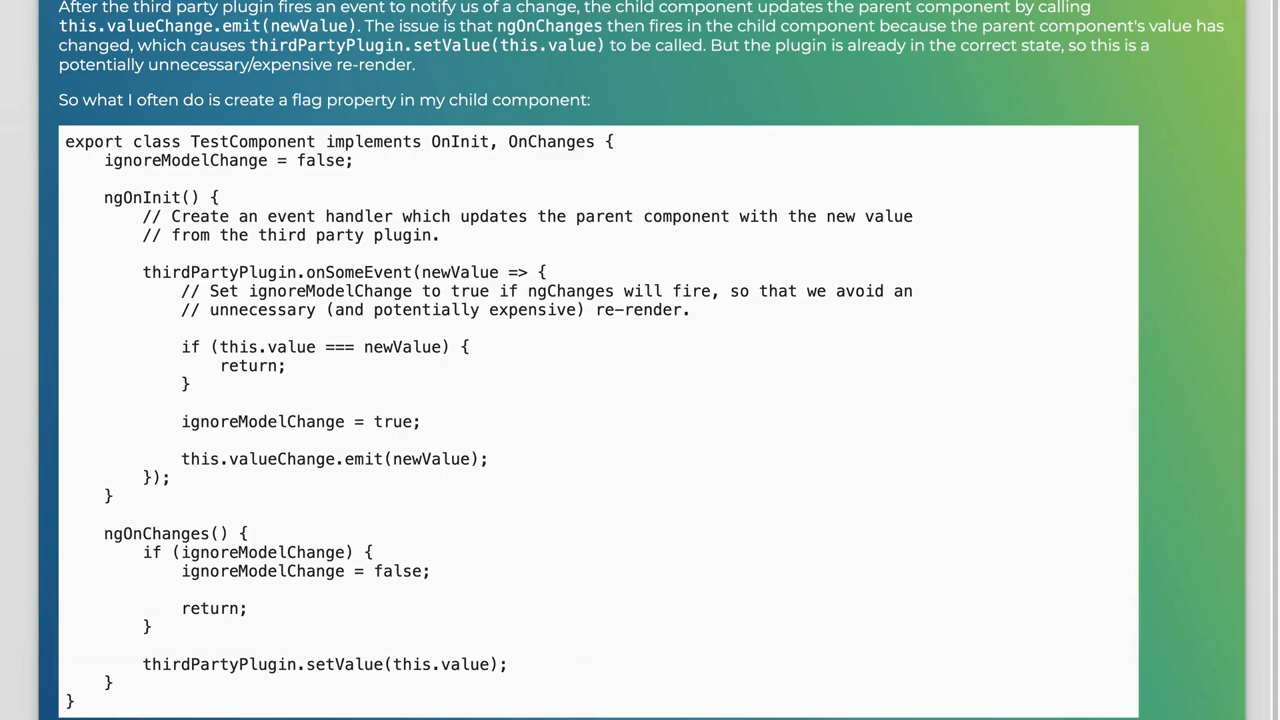 After the third party plugin fires an event to notify us of a change, the child component updates the parent component by calling
this.valueChange.emit(newValue). The issue is that ngOnChanges then fires in the child component because the parent component's value has
changed, which causes thirdPartyPlugin.setValue(this.value) to be called. But the plugin is already in the correct state, so this is a
potentially unnecessary/expensive re-render.
So what I often do is create a flag property in my child component:
export class TestComponent implements OnInit, OnChanges {
    ignoreModelChange = false;
    ngOnInit() {
        // Create an event handler which updates the parent component with the new value
        // from the third party plugin.
        thirdPartyPlugin.onSomeEvent(newValue => {
            // Set ignoreModelChange to true if ngChanges will fire, so that we avoid an
            // unnecessary (and potentially expensive) re-render.
            if (this.value === newValue) {
                return;
            }
            ignoreModelChange = true;
            this.valueChange.emit(newValue);
        });
    }
    ngOnChanges() {
        if (ignoreModelChange) {
            ignoreModelChange = false;
            return;
        }
        thirdPartyPlugin.setValue(this.value);
    }
}